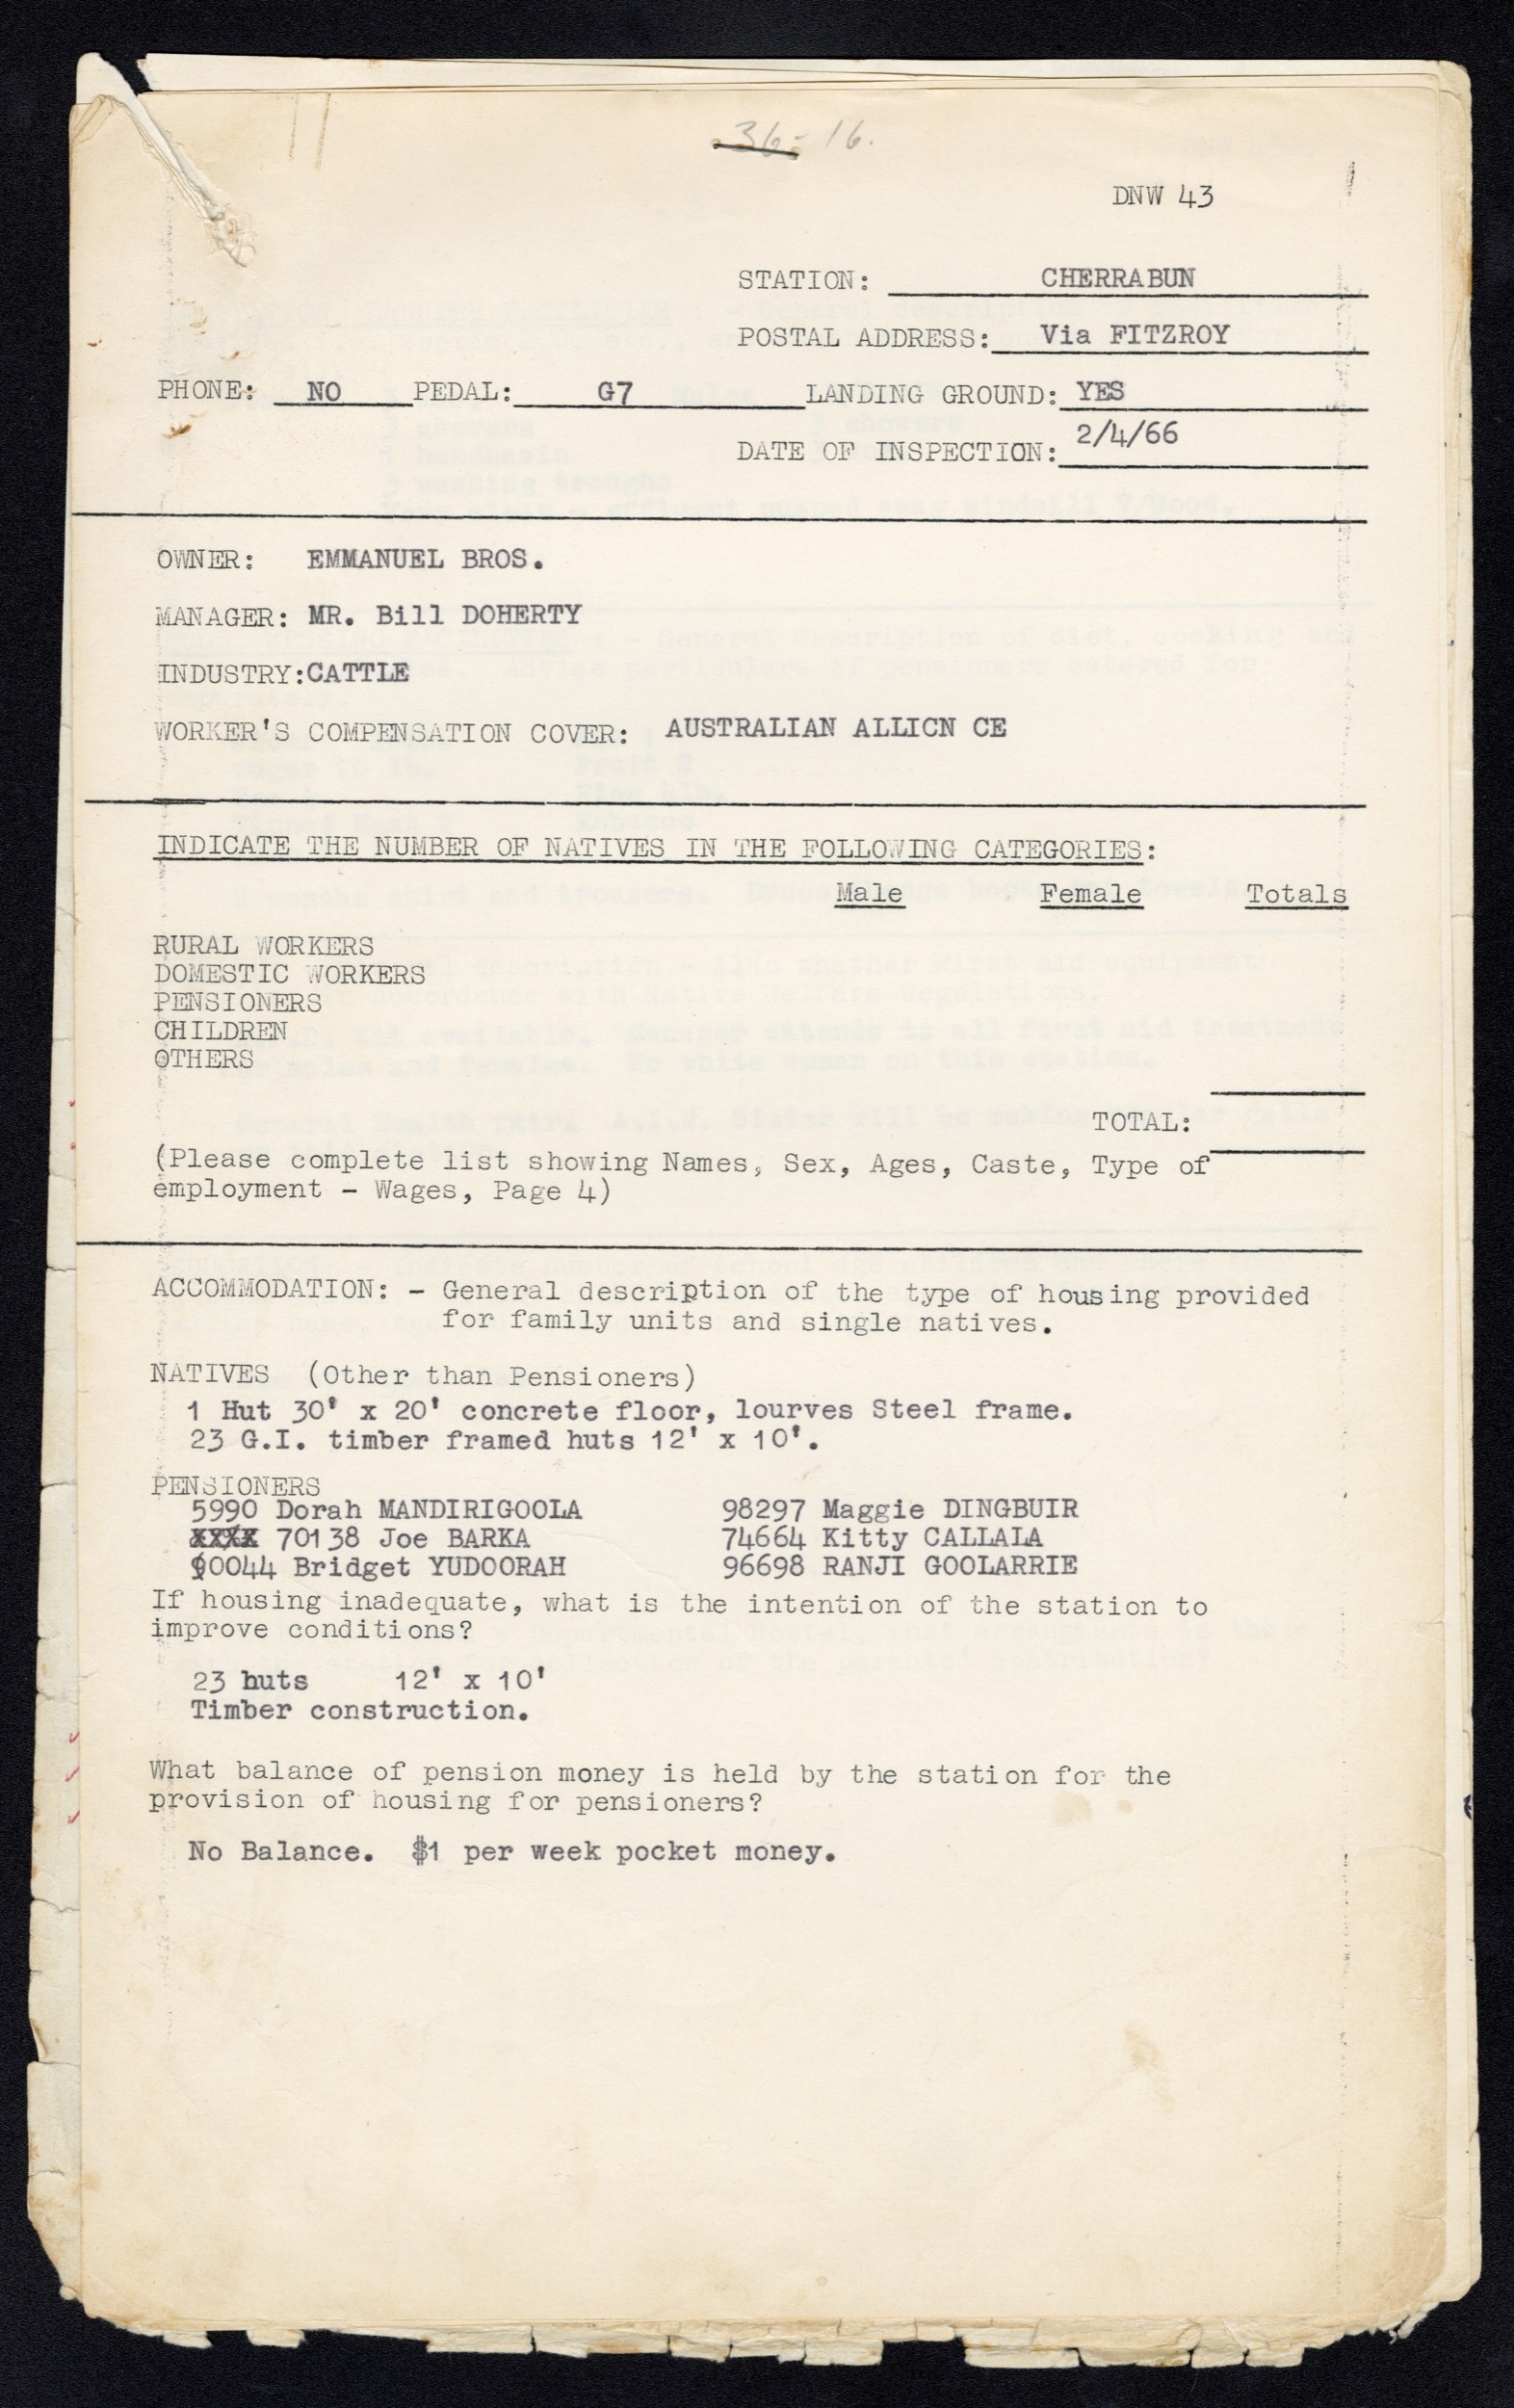 36- 16.
DNW 43
STATION: CHERRABUN
POSTAL ADDRESS: Via FITZROY
PHONE: NO PEDAL: G7 LANDING GROUND: YES
DATE OF INSPECTION: 2/4/66
OWNER: EMMANUEL BROS.
MANAGER: MR. Bill DOHERTY
INDUSTRY:CATTLE
WORKER'S COMPENSATION COVER: AUSTRALIAN ALLICN CE
INDICATE THE NUMBER OF NATIVES IN THE FOLLOWING CATEGORIES:
Male Female Totals
RURAL WORKERS
DOMESTIC WORKERS
PENSIONERS
CHILDREN
OTHERS
TOTAL:
(Please complete list showing Names, Sex, Ages, Caste, Type of
employment - Wages, Page 4)
ACCOMMODATION: - General description of the type of housing provided
for family units and single natives.
NATIVES (Other than Pensioners)
1 Hut 30' x 20' concrete floor, lourves Steel frame.
23 G.I. timber framed huts 12' x 10'.
PENSIONERS
5990 Dorah MANDIRIGOOLA 98297 Maggie DINGBUIR
xxxx 70138 Joe BARKA 74664 Kitty CALLALA
0044 Bridget YUDOORAH 96698 RANJI GOOLARRIE
If housing inadequate, what is the intention of the station to
improve conditions?
23 huts 12' x 10'
Timber construction.
What balance of pension money is held by the station for the
provision of housing for pensioners?
No Balance. $1 per week pocket money.